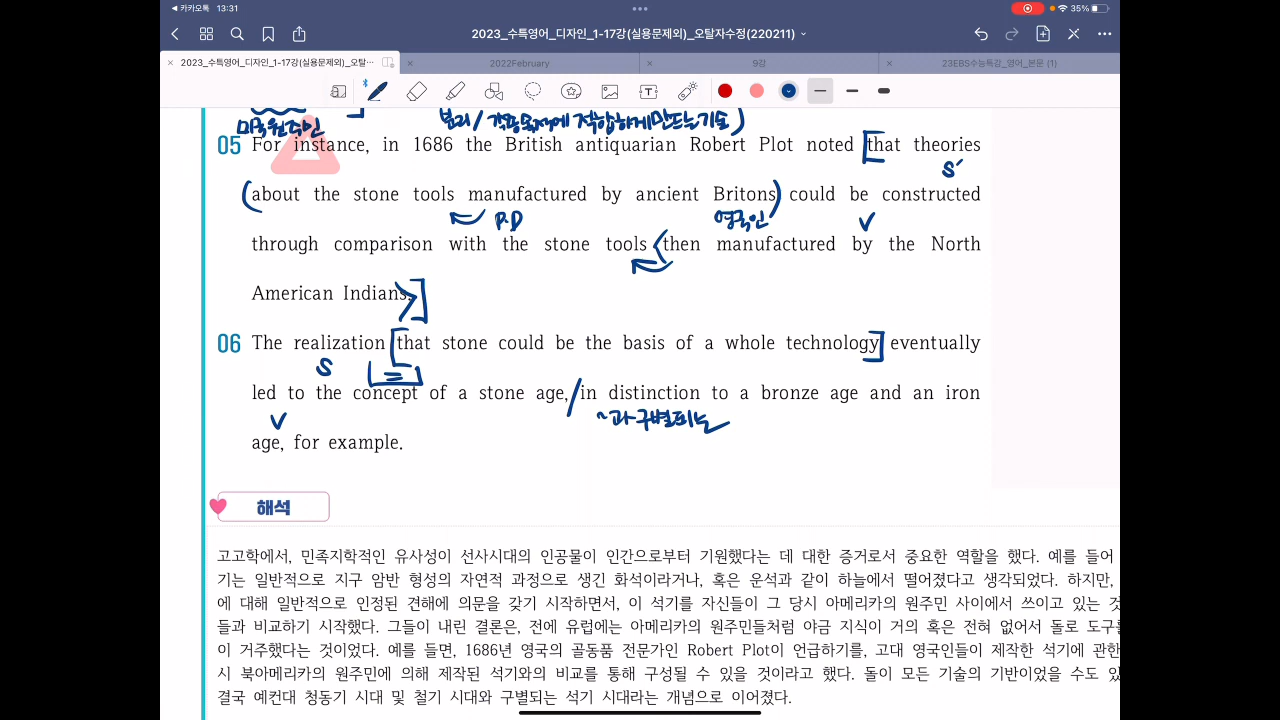 카카오톡 13:31
35%
2023_수특영어_디자인_1-17강(실용문제외)_오탈자수정(220211)
2023_수특영어_디자인_1-17강(실용문제외)_오탈··· 2022February 9강 23EBS수능특강_영어_본문 (1)
미국원주민 원리/각종목적에 적합하게만드는기술)
05 For instance, in 1686 the British antiquarian Robert Plot noted [that theories
S'
(about the stone tools manufactured by ancient Britons) could be constructed
P.P 영국인 V
through comparison with the stone tools <then manufactured by the North
American Indians.>]
06 The realization [that stone could be the basis of a whole technology] eventually
S =
led to the concept of a stone age, / in distinction to a bronze age and an iron
V ~과 구별되는
age, for example.
해석
고고학에서, 민족지학적인 유사성이 선사시대의 인공물이 인간으로부터 기원했다는 데 대한 증거로서 중요한 역할을 했다. 예를 들어
기는 일반적으로 지구 암반 형성의 자연적 과정으로 생긴 화석이라거나, 혹은 운석과 같이 하늘에서 떨어졌다고 생각되었다. 하지만,
에 대해 일반적으로 인정된 견해에 의문을 갖기 시작하면서, 이 석기를 자신들이 그 당시 아메리카의 원주민 사이에서 쓰이고 있는 것
들과 비교하기 시작했다. 그들이 내린 결론은, 전에 유럽에는 아메리카의 원주민들처럼 야금 지식이 거의 혹은 전혀 없어서 돌로 도구를
이 거주했다는 것이었다. 예를 들면, 1686년 영국의 골동품 전문가인 Robert Plot이 언급하기를, 고대 영국인들이 제작한 석기에 관한
시 북아메리카의 원주민에 의해 제작된 석기와의 비교를 통해 구성될 수 있을 것이라고 했다. 돌이 모든 기술의 기반이었을 수도 있
결국 예컨대 청동기 시대 및 철기 시대와 구별되는 석기 시대라는 개념으로 이어졌다.